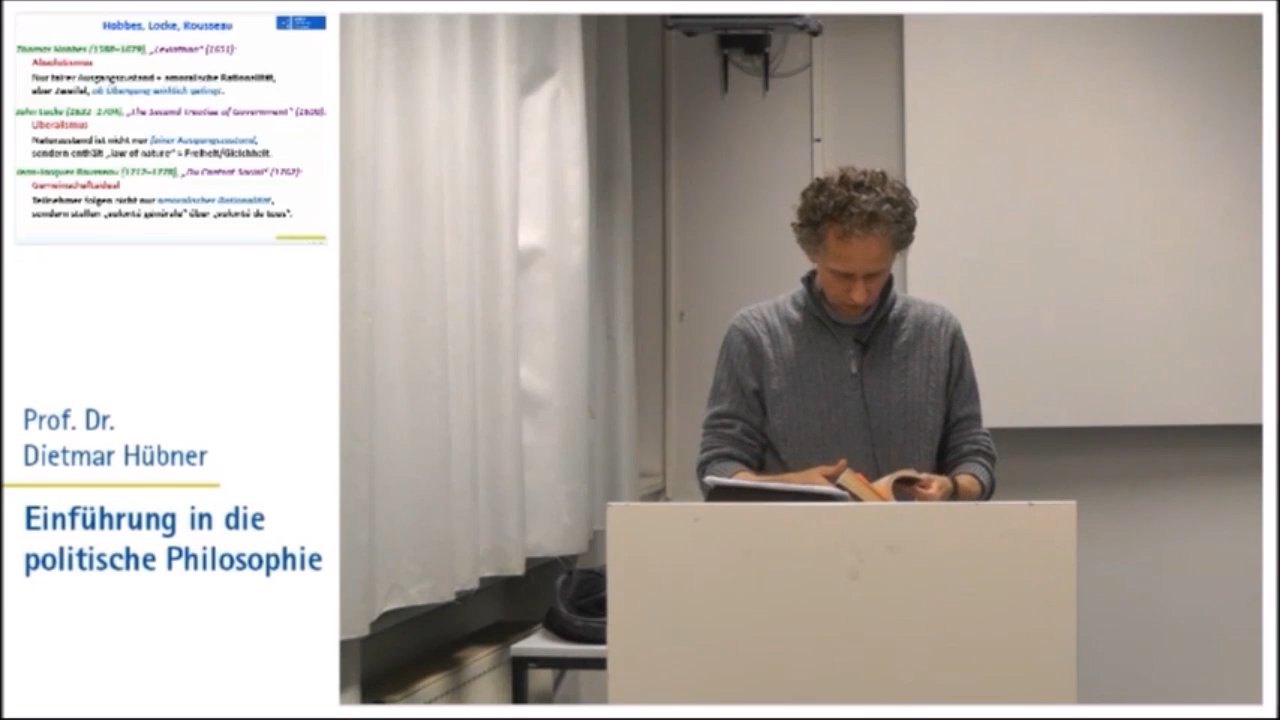 Hobbes, Locke, Rousseau
Thomas Hobbes (1588–1679), „Leviathan“ (1651):
Absolutismus
Nur fairer Ausgangszustand + amoralische Rationalität,
aber Zweifel, ob Übergang wirklich gelingt.
John Locke (1632–1704), „The Second Treatise of Government“ (1690):
Liberalismus
Naturzustand ist nicht nur fairer Ausgangszustand,
sondern enthält „law of nature“ = Freiheit/Gleichheit.
Jean-Jacques Rousseau (1712–1778), „Du Contrat Social“ (1762):
Gemeinschaftsideal
Teilnehmer folgen nicht nur amoralischer Rationalität,
sondern stellen „volonté générale“ über „volonté de tous“.
Prof. Dr.
Dietmar Hübner
Einführung in die
politische Philosophie